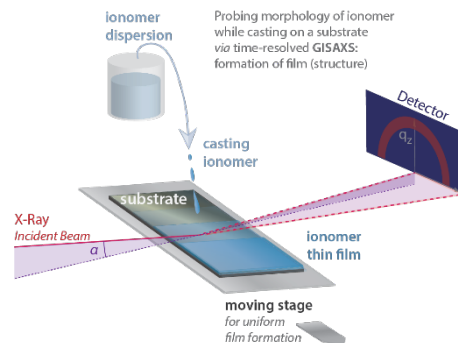 ionomer
dispersion
Probing morphology of ionomer
while casting on a substrate
via time-resolved GISAXS:
formation of film (structure)
Detector
qz
casting
ionomer
substrate
X-Ray
Incident Beam
α
ionomer
thin film
moving stage
for uniform
film formation